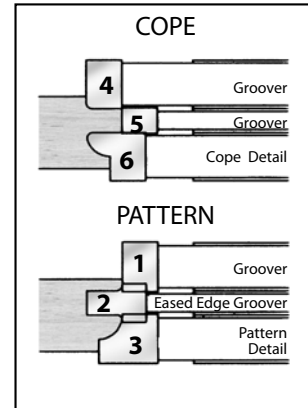 COPE
4 Groover
5 Groover
6 Cope Detail
PATTERN
1 Groover
2 Eased Edge Groover
3 Pattern
Detail